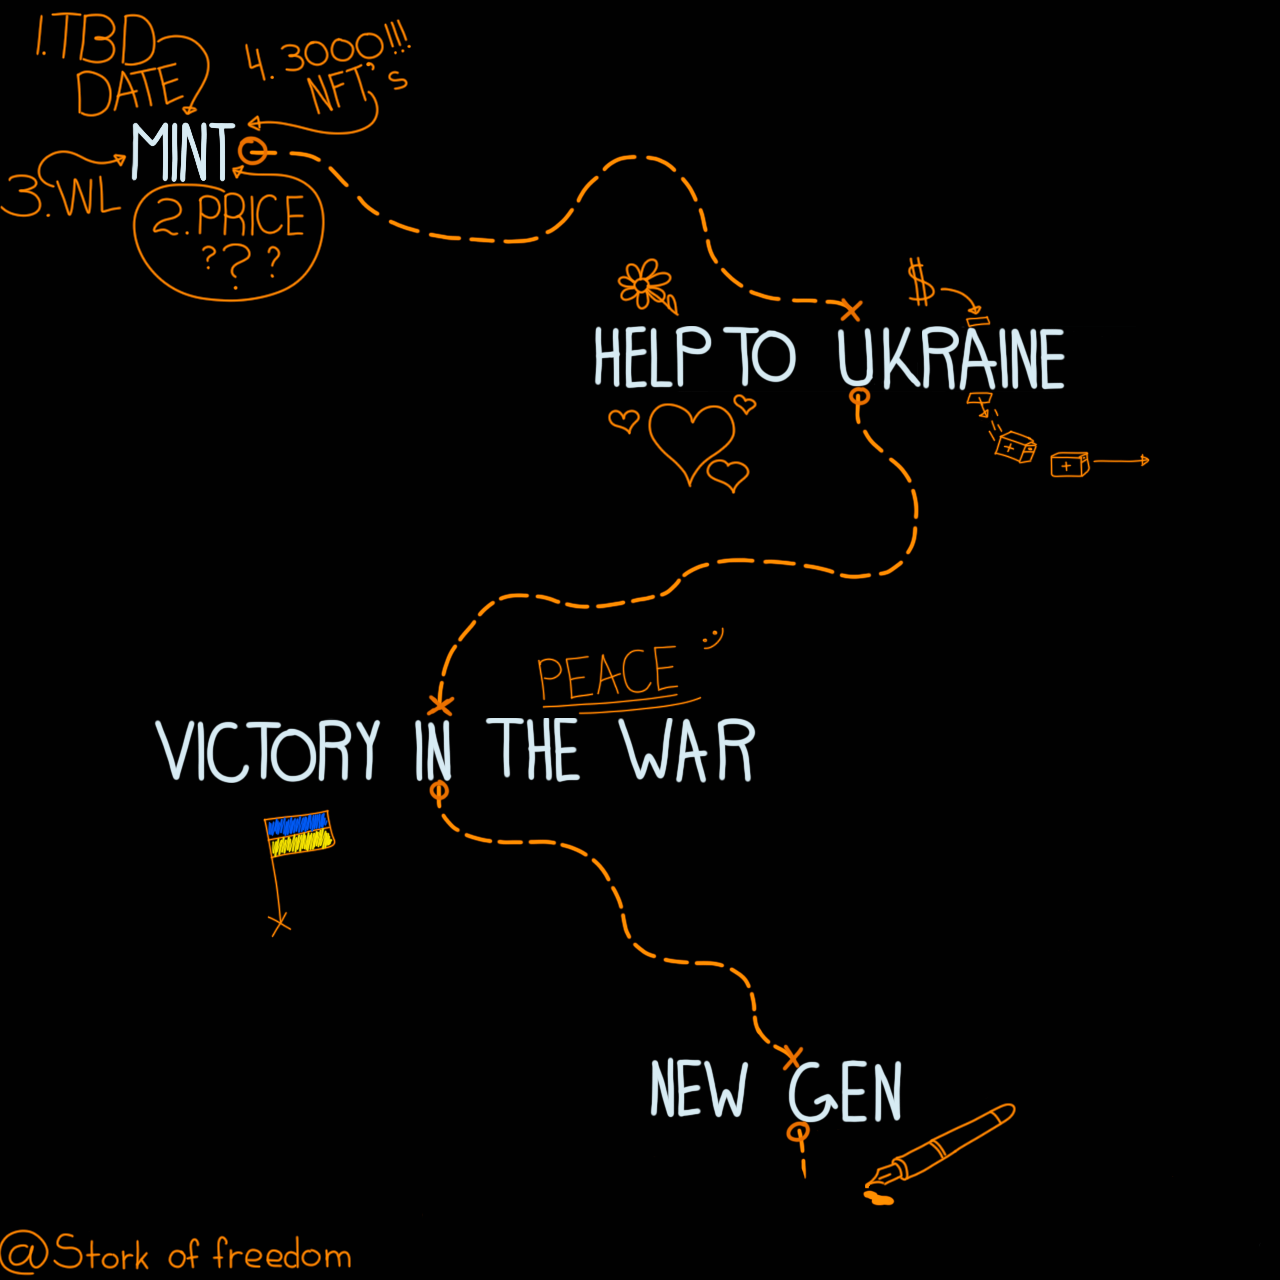 1.TBD
DATE
4.3000!!!
NFT's
MINT
3.WL
2.PRICE
???
$
HELP TO UKRAINE
PEACE :)
VICTORY IN THE WAR
NEW GEN
@Stork of freedom